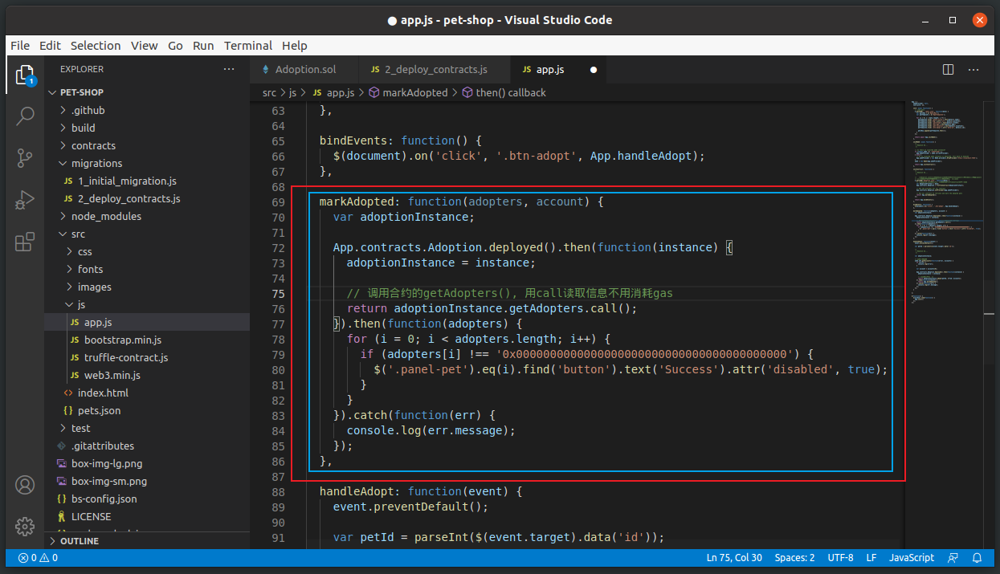 ● app.js - pet-shop - Visual Studio Code
File Edit Selection View Go Run Terminal Help
EXPLORER ···
1
PET-SHOP
.github
build
contracts
migrations
JS 1_initial_migration.js
JS 2_deploy_contracts.js
node_modules
src
css
fonts
images
js
JS app.js
JS bootstrap.min.js
JS truffle-contract.js
JS web3.min.js
<> index.html
{} pets.json
test
.gitattributes
box-img-lg.png
box-img-sm.png
{} bs-config.json
LICENSE
OUTLINE
Adoption.sol JS 2_deploy_contracts.js JS app.js ● ···
src > js > JS app.js > markAdopted > then() callback
63 },
64
65 bindEvents: function() {
66 $(document).on('click', '.btn-adopt', App.handleAdopt);
67 },
68
69 markAdopted: function(adopters, account) {
70 var adoptionInstance;
71
72 App.contracts.Adoption.deployed().then(function(instance) {
73 adoptionInstance = instance;
74
75 // 调用合约的getAdopters(), 用call读取信息不用消耗gas
76 return adoptionInstance.getAdopters.call();
77 }).then(function(adopters) {
78 for (i = 0; i < adopters.length; i++) {
79 if (adopters[i] !== '0x0000000000000000000000000000000000000000') {
80 $('.panel-pet').eq(i).find('button').text('Success').attr('disabled', true);
81 }
82 }
83 }).catch(function(err) {
84 console.log(err.message);
85 });
86 },
87
88 handleAdopt: function(event) {
89 event.preventDefault();
90
91 var petId = parseInt($(event.target).data('id'));
0 0 Ln 75, Col 30 Spaces: 2 UTF-8 LF JavaScript